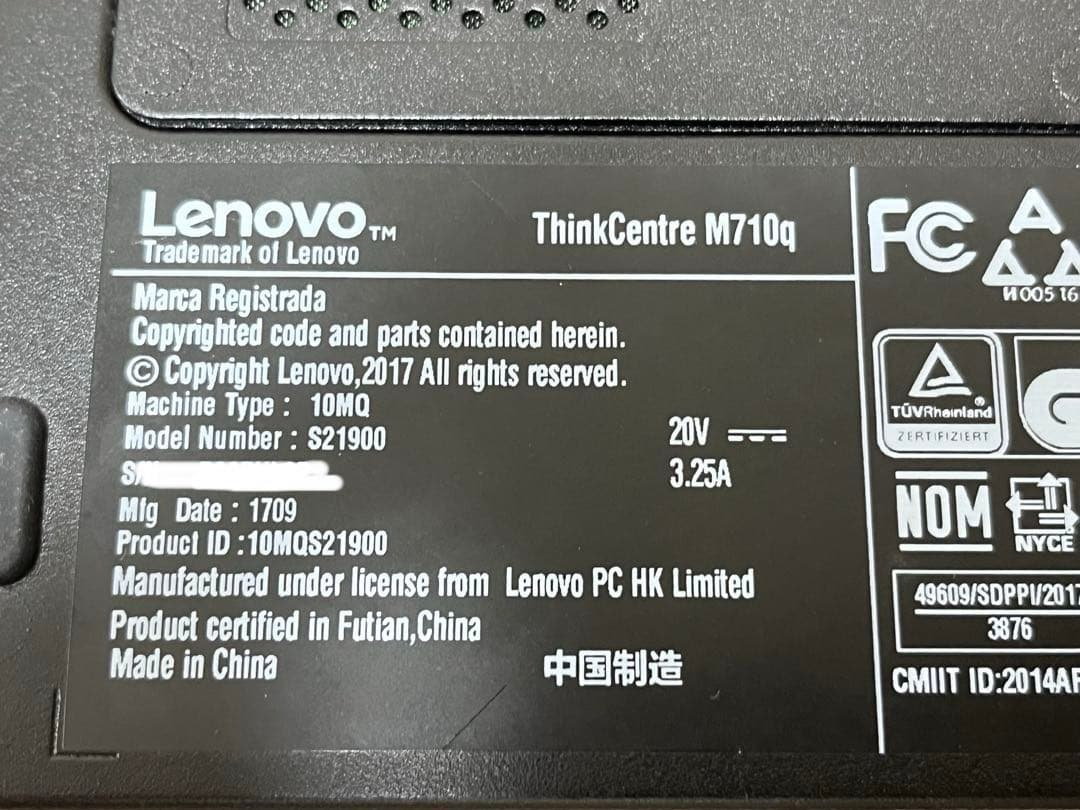 Lenovo™
Trademark of Lenovo
ThinkCentre M710q
Marca Registrada
Copyrighted code and parts contained herein.
© Copyright Lenovo,2017 All rights reserved.
Machine Type : 10MQ
Model Number : S21900
20V
3.25A
Mfg Date : 1709
Product ID :10MQS21900
Manufactured under license from Lenovo PC HK Limited
Product certified in Futian,China
Made in China
中国制造
FC
И005 16
TÜVRheinland®
ZERTIFIZIERT
NOM
NYCE
49609/SDPPI/2017
3876
CMIIT ID:2014AP